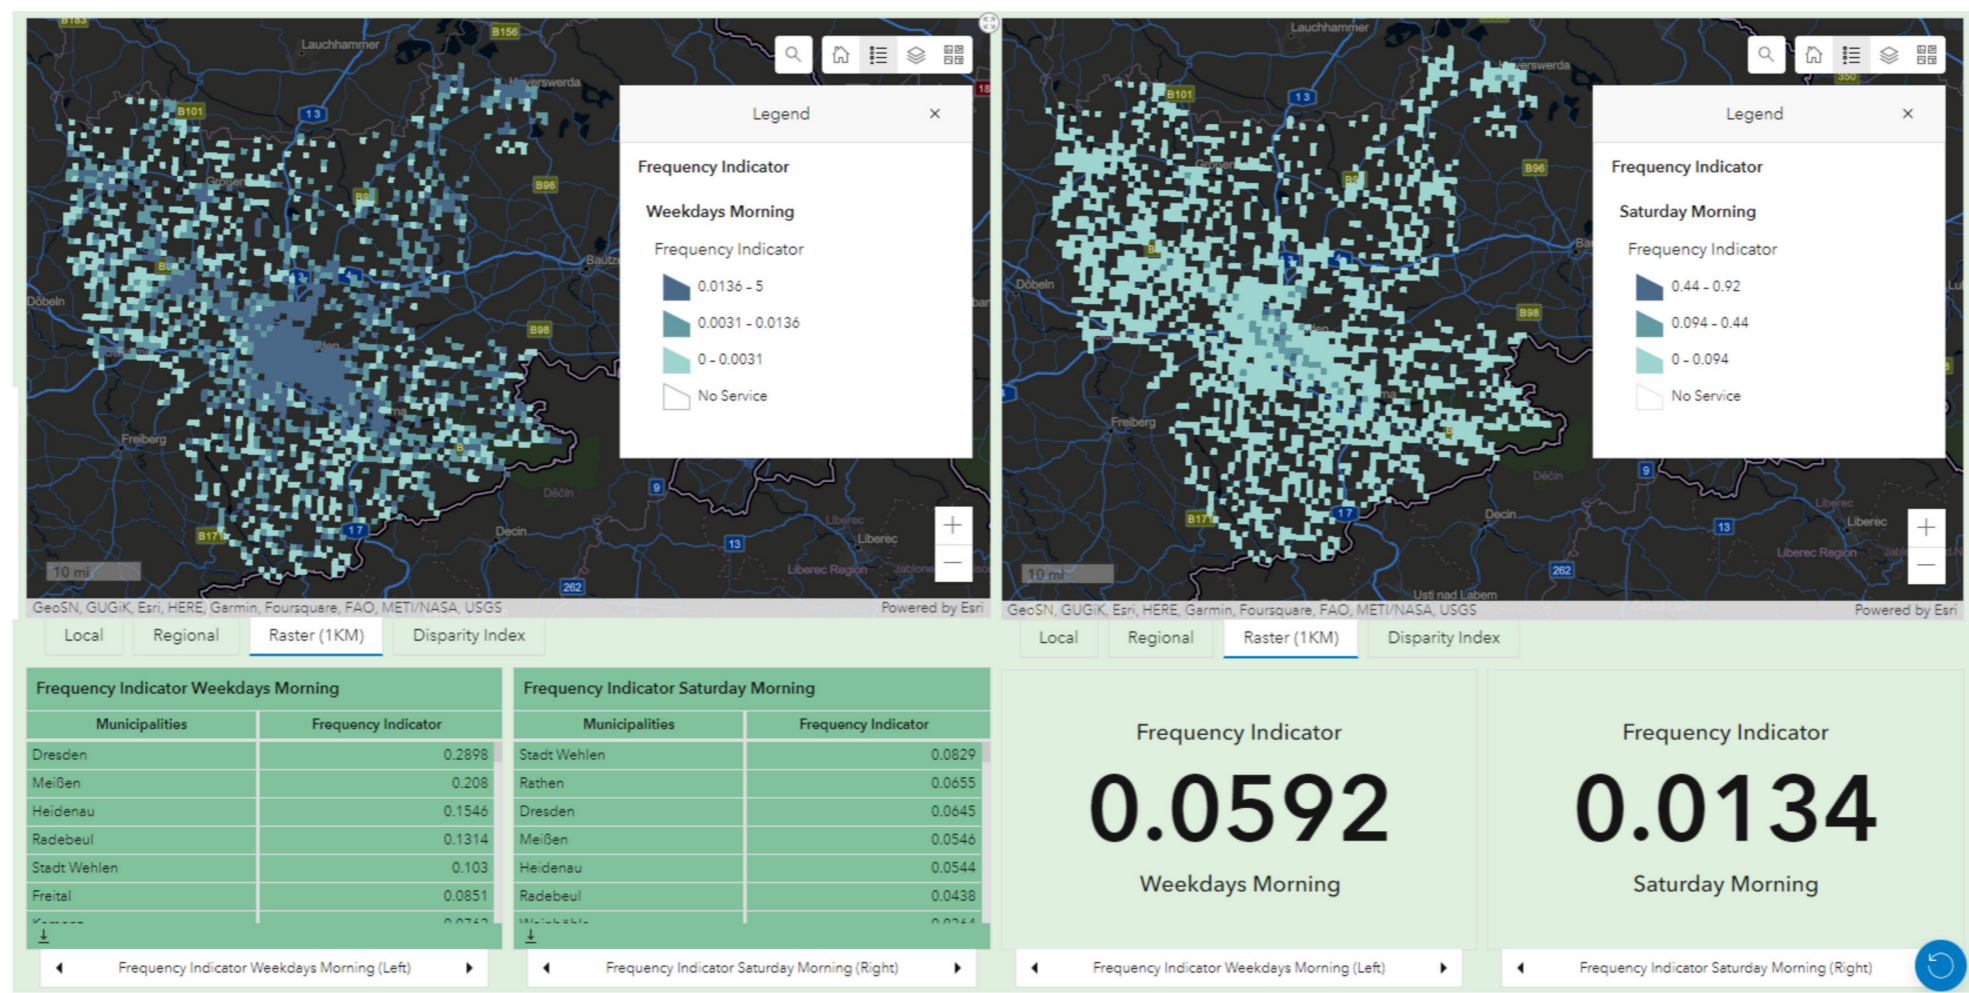 B183
B156
Lauchhammer
B101
13
B96
Legend
Frequency Indicator
Weekdays Morning
Frequency Indicator
0.0136 - 5
0.0031 - 0.0136
0 - 0.0031
No Service
Döbeln
B98
Freiberg
Děčín
9
B171
17
Decin
13
Liberec
Liberec
Liberec Region
262
10 mi
GeoSN, GUGiK, Esri, HERE, Garmin, Foursquare, FAO, METI/NASA, USGS
Powered by Esri
Lauchhammer
350
B101
13
B96
Legend
Frequency Indicator
Saturday Morning
Frequency Indicator
0.44 - 0.92
0.094 - 0.44
0 - 0.094
No Service
Döbeln
B98
Freiberg
Děčín
9
B171
17
Decin
13
Liberec
Liberec
Liberec Region
262
10 mi
Usti nad Labem
GeoSN, GUGiK, Esri, HERE, Garmin, Foursquare, FAO, METI/NASA, USGS
Powered by Esri
Local Regional Raster (1KM) Disparity Index
Local Regional Raster (1KM) Disparity Index
Frequency Indicator Weekdays Morning
Municipalities Frequency Indicator
Dresden 0.2898
Meißen 0.208
Heidenau 0.1546
Radebeul 0.1314
Stadt Wehlen 0.103
Freital 0.0851
Frequency Indicator Weekdays Morning (Left)
Frequency Indicator Saturday Morning
Municipalities Frequency Indicator
Stadt Wehlen 0.0829
Rathen 0.0655
Dresden 0.0645
Meißen 0.0546
Heidenau 0.0544
Radebeul 0.0438
Frequency Indicator Saturday Morning (Right)
Frequency Indicator
0.0592
Weekdays Morning
Frequency Indicator Weekdays Morning (Left)
Frequency Indicator
0.0134
Saturday Morning
Frequency Indicator Saturday Morning (Right)